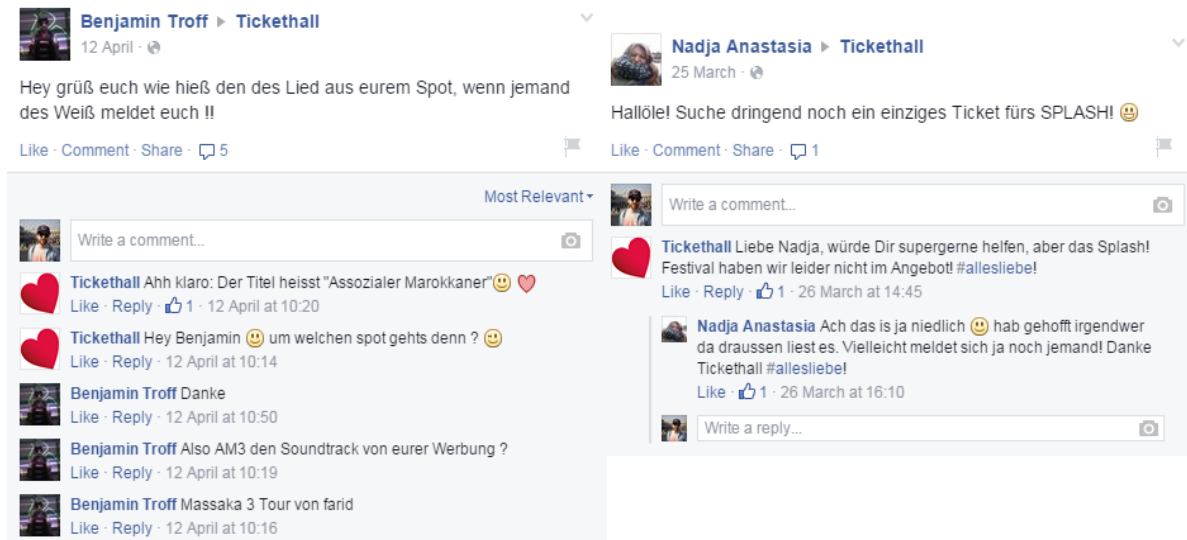 Benjamin Troff ▸ Tickethall
12 April ·
Hey grüß euch wie hieß den des Lied aus eurem Spot, wenn jemand
des Weiß meldet euch !!
Like · Comment · Share · 5
Most Relevant
Write a comment...
Tickethall Ahh klaro: Der Titel heisst "Assozialer Marokkaner"
Like · Reply · 1 · 12 April at 10:20
Tickethall Hey Benjamin um welchen spot gehts denn ?
Like · Reply · 12 April at 10:14
Benjamin Troff Danke
Like · Reply · 12 April at 10:50
Benjamin Troff Also AM3 den Soundtrack von eurer Werbung ?
Like · Reply · 12 April at 10:19
Benjamin Troff Massaka 3 Tour von farid
Like · Reply · 12 April at 10:16
Nadja Anastasia ▸ Tickethall
25 March ·
Hallöle! Suche dringend noch ein einziges Ticket fürs SPLASH!
Like · Comment · Share · 1
Write a comment...
Tickethall Liebe Nadja, würde Dir supergerne helfen, aber das Splash!
Festival haben wir leider nicht im Angebot! #allesliebe!
Like · Reply · 1 · 26 March at 14:45
Nadja Anastasia Ach das is ja niedlich hab gehofft irgendwer
da draussen liest es. Vielleicht meldet sich ja noch jemand! Danke
Tickethall #allesliebe!
Like · 1 · 26 March at 16:10
Write a reply...